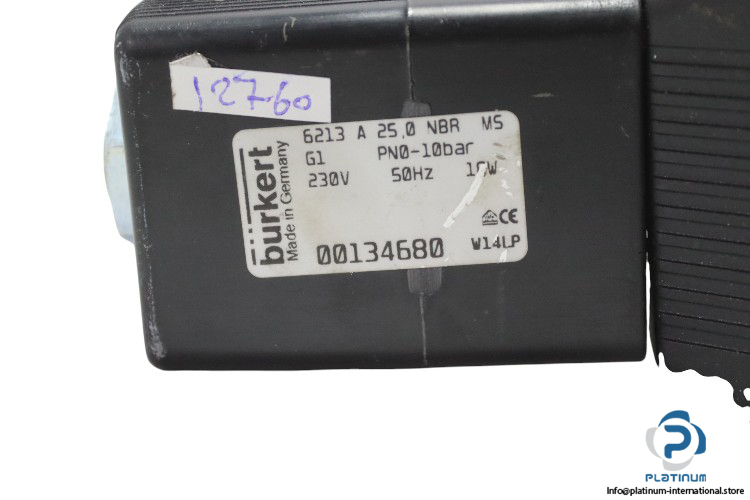 12760
6213 A 25,0 NBR MS
G1 PN0-10bar
230V 50Hz
bürkert
Made in Germany
CE
00134680 W14LP
PLATINUM
Info@platinum-international.store